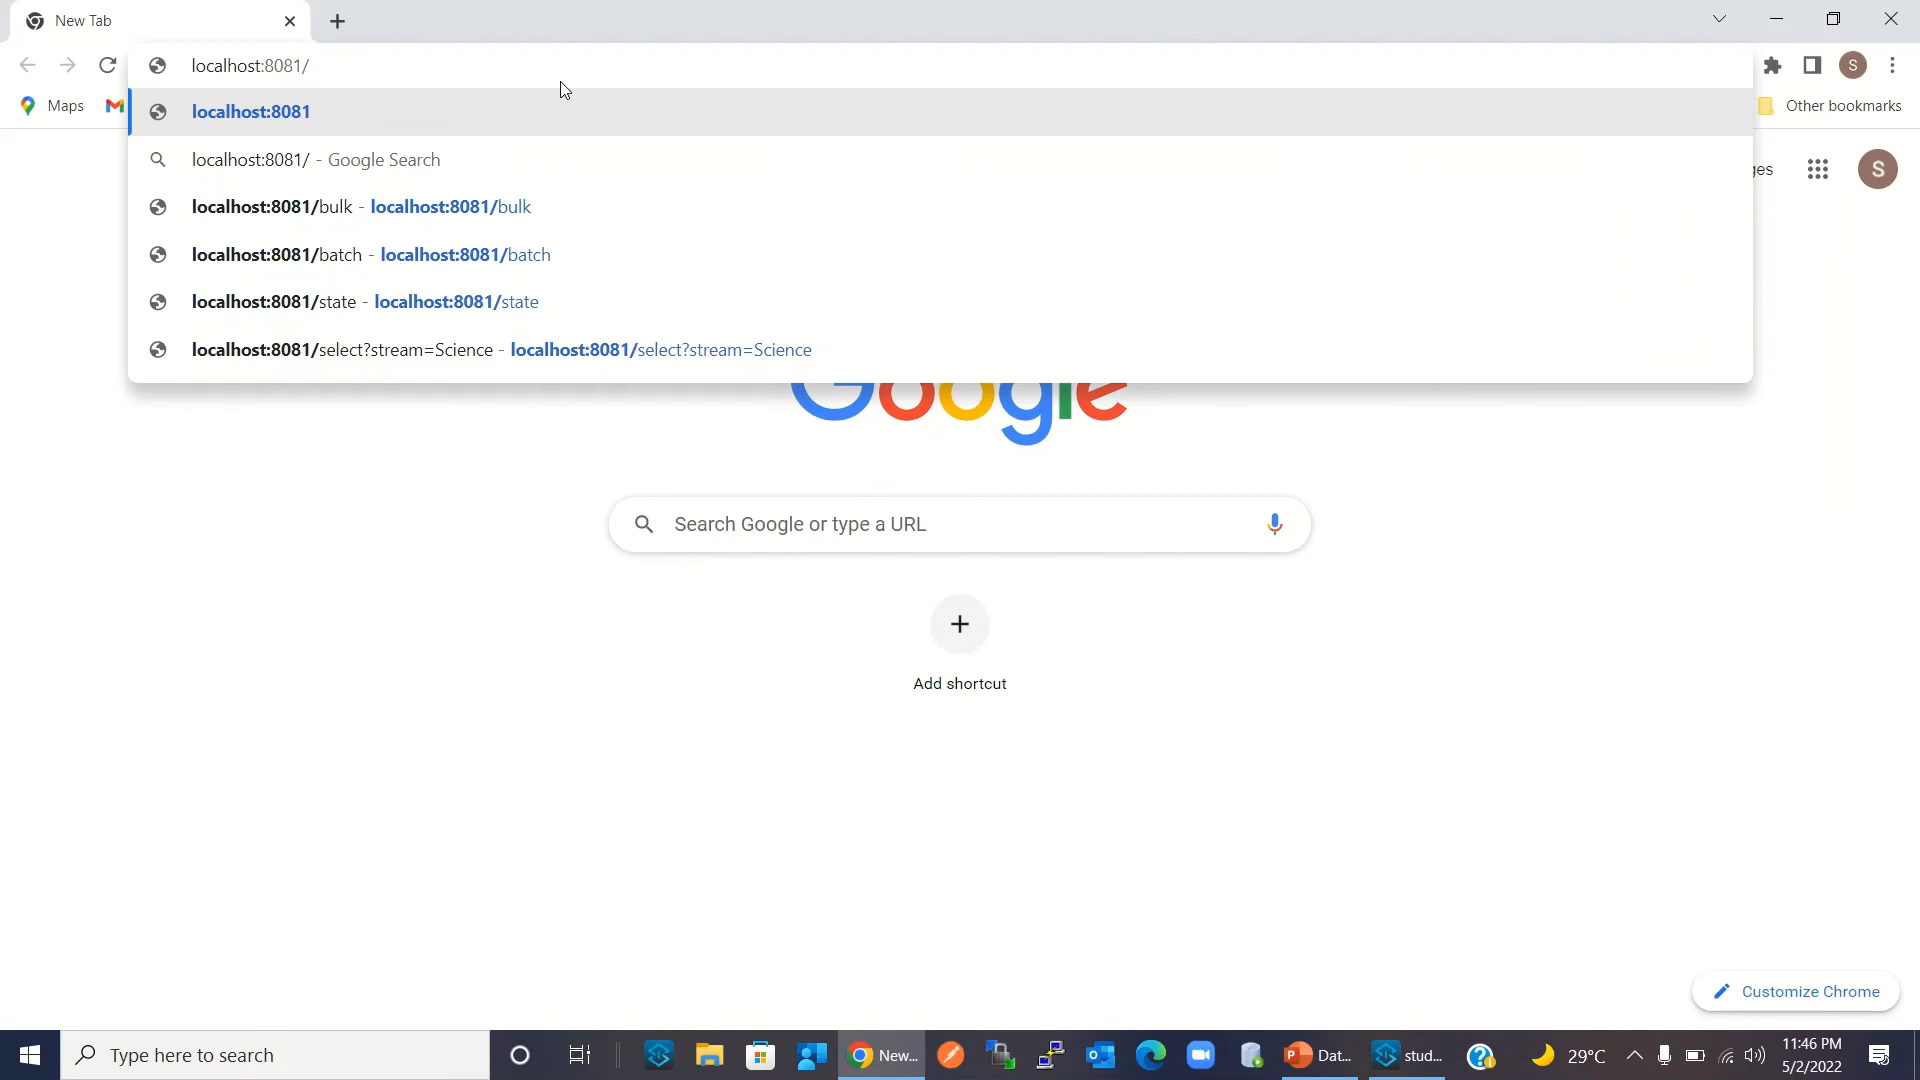 New Tab
localhost:8081/
Maps
localhost:8081
Other bookmarks
localhost:8081/ - Google Search
ges
S
localhost:8081/bulk - localhost:8081/bulk
localhost:8081/batch - localhost:8081/batch
localhost:8081/state - localhost:8081/state
localhost:8081/select?stream=Science - localhost:8081/select?stream=Science
Google
Search Google or type a URL
Add shortcut
Customize Chrome
Type here to search
New...
Dat...
stud...
29°C
11:46 PM
5/2/2022